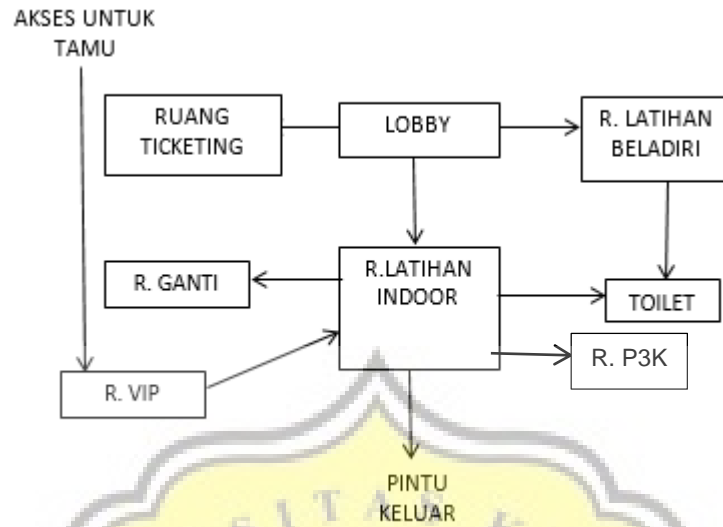 AKSES UNTUK
TAMU
RUANG
TICKETING
LOBBY
R. LATIHAN
BELADIRI
R. GANTI
R.LATIHAN
INDOOR
TOILET
R. P3K
R. VIP
PINTU
KELUAR
S I T A S